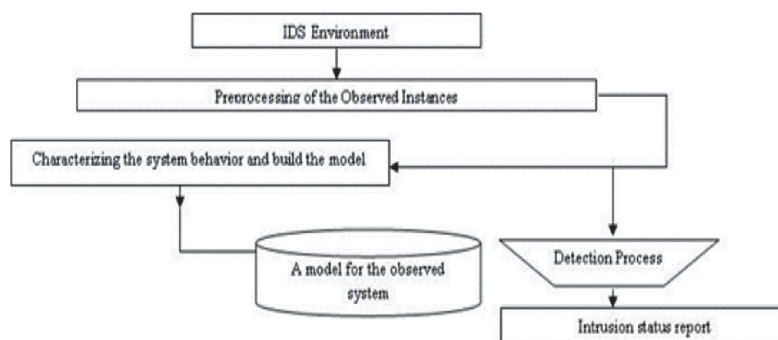 IDS Environment
Preprocessing of the Observed Instances
Characterizing the system behavior and build the model
A model for the observed
system
Detection Process
Intrusion status report